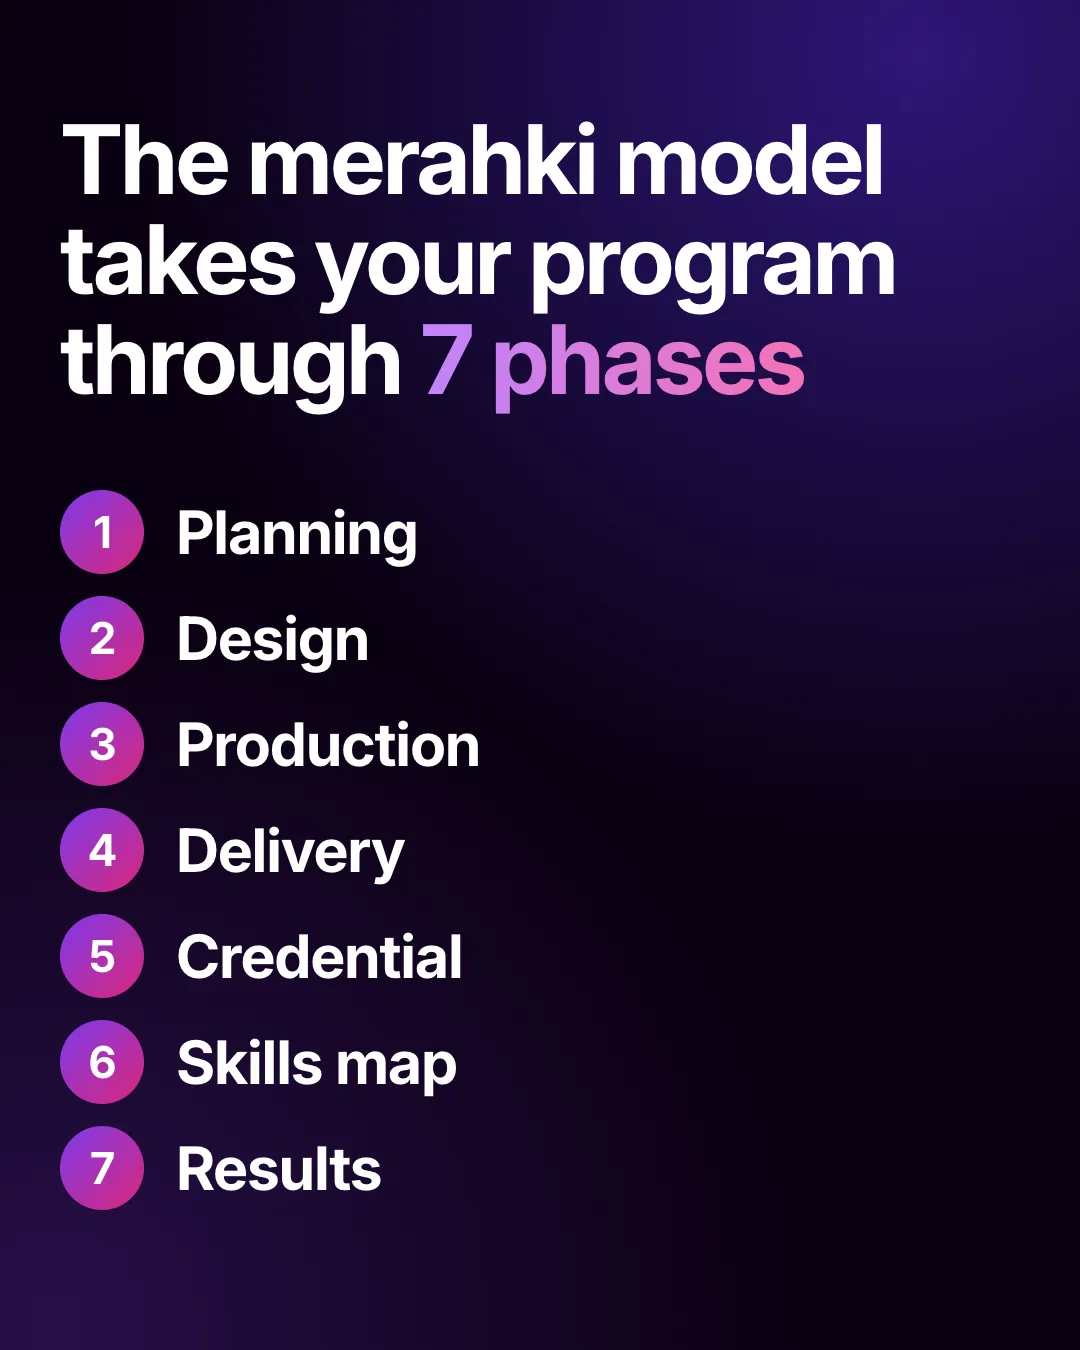 The merahki model
takes your program
through 7 phases
1 Planning
2 Design
3 Production
4 Delivery
5 Credential
6 Skills map
7 Results